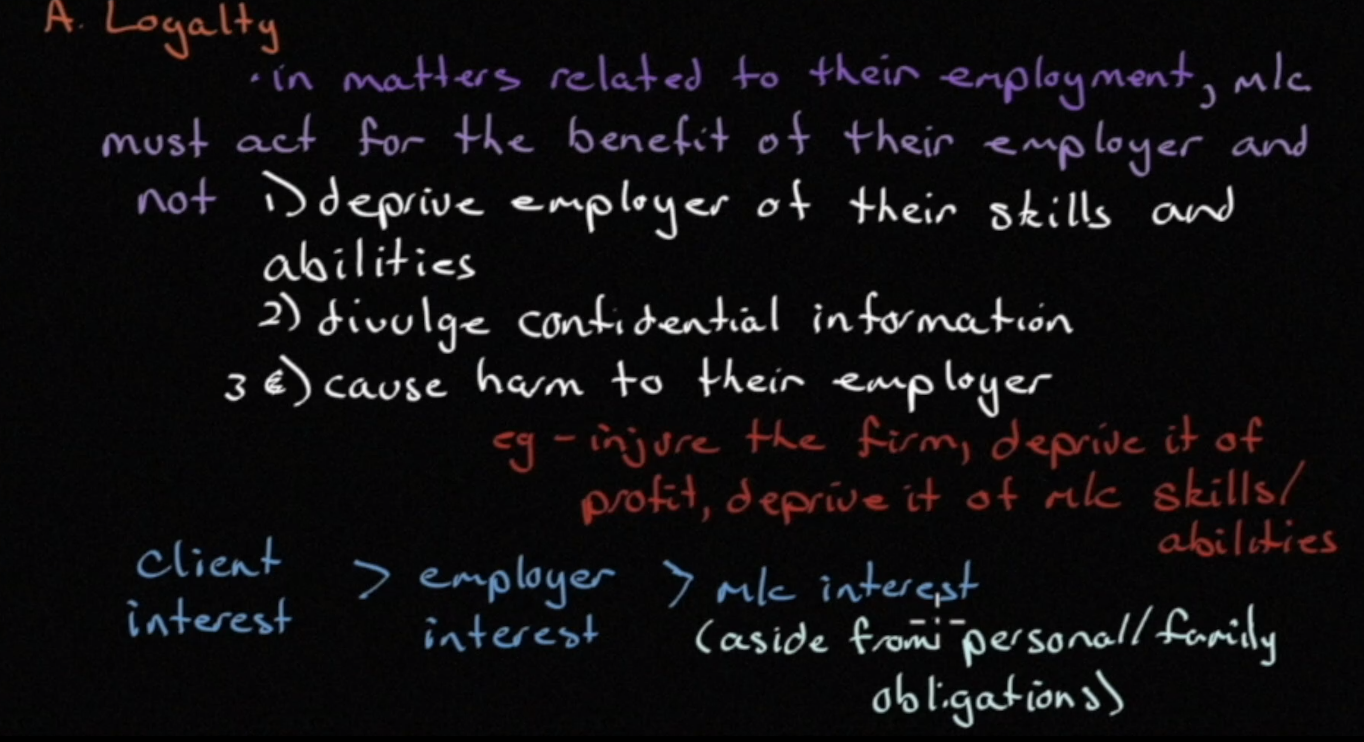 A. Loyalty
· in matters related to their employment, m/c
must act for the benefit of their employer and
not 1) deprive employer of their skills and
abilities
2) divulge confidential information
3 ) cause harm to their employer
eg - injure the firm, deprive it of
profit, deprive it of m/c skills/
abilities
client > employer > m/c interest
interest interest (aside from personal/family
obligations)